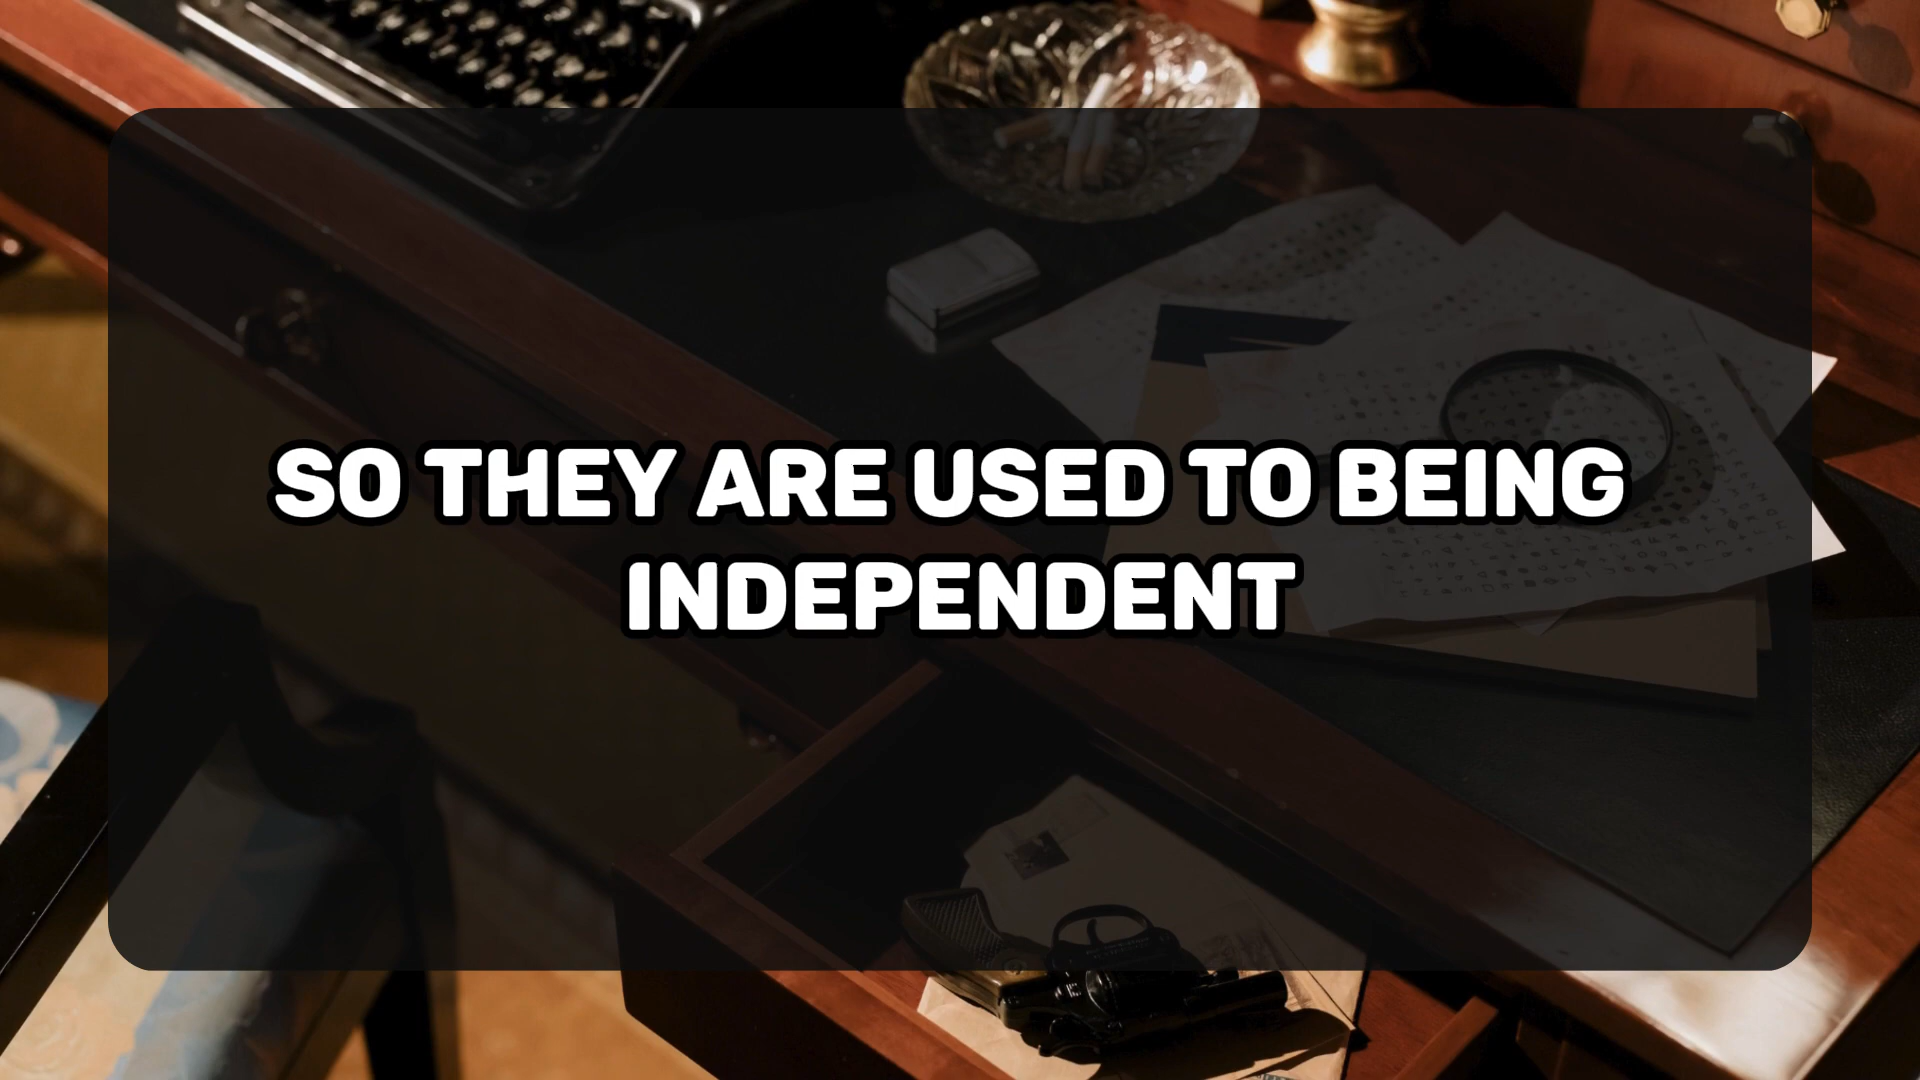 SO THEY ARE USED TO BEING
INDEPENDENT